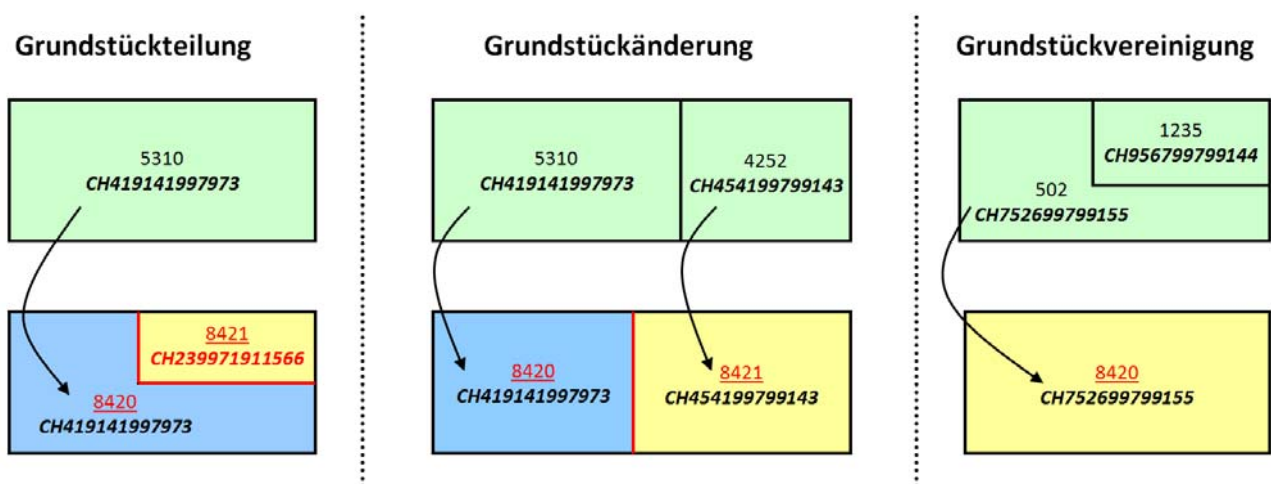 Grundstückteilung
5310
CH419141997973
8421
CH239971911566
8420
CH419141997973
Grundstückänderung
5310
CH419141997973
4252
CH454199799143
8420
CH419141997973
8421
CH454199799143
Grundstückvereinigung
1235
CH956799799144
502
CH752699799155
8420
CH752699799155